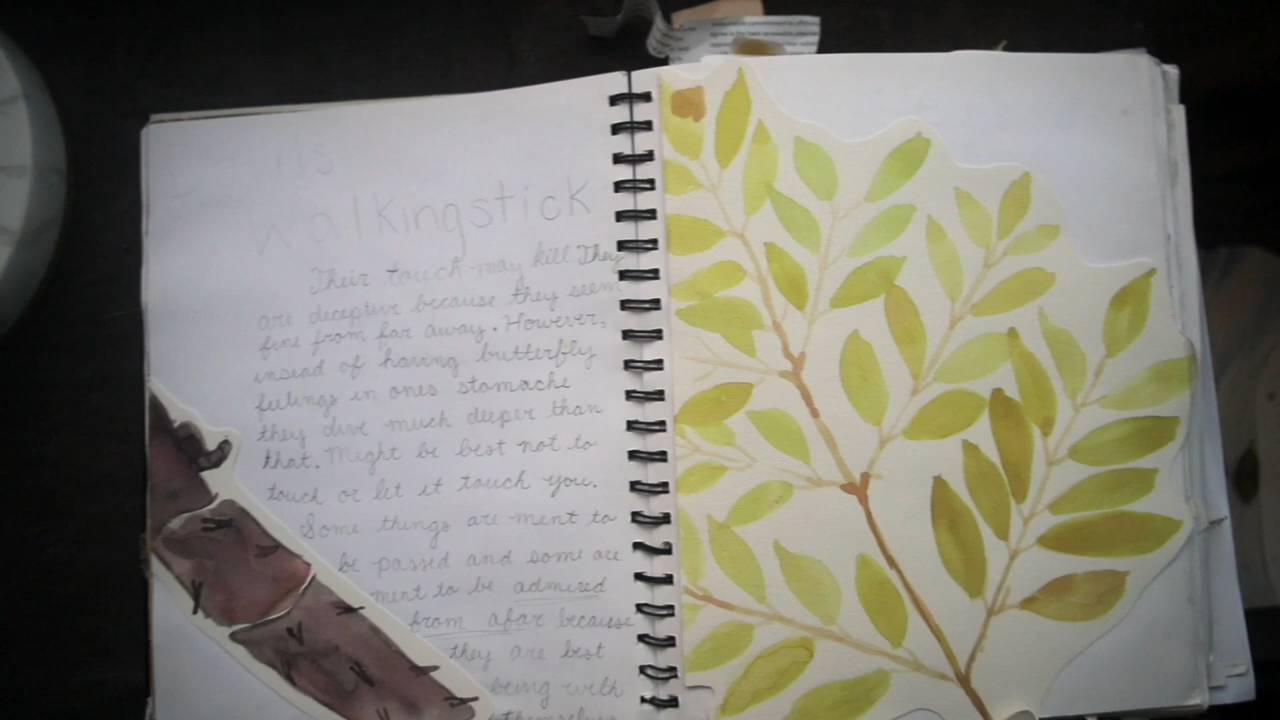 Walkingstick
Their touch may kill. They
are deceptive because they seem
fine from far away. However,
insead of having butterfly
feelings in ones stomache
they dive much deeper than
that. Might be best not to
touch or let it touch you.
Some things are ment to
be passed and some are
ment to be admired
from afar because
they are best
being with
themselves